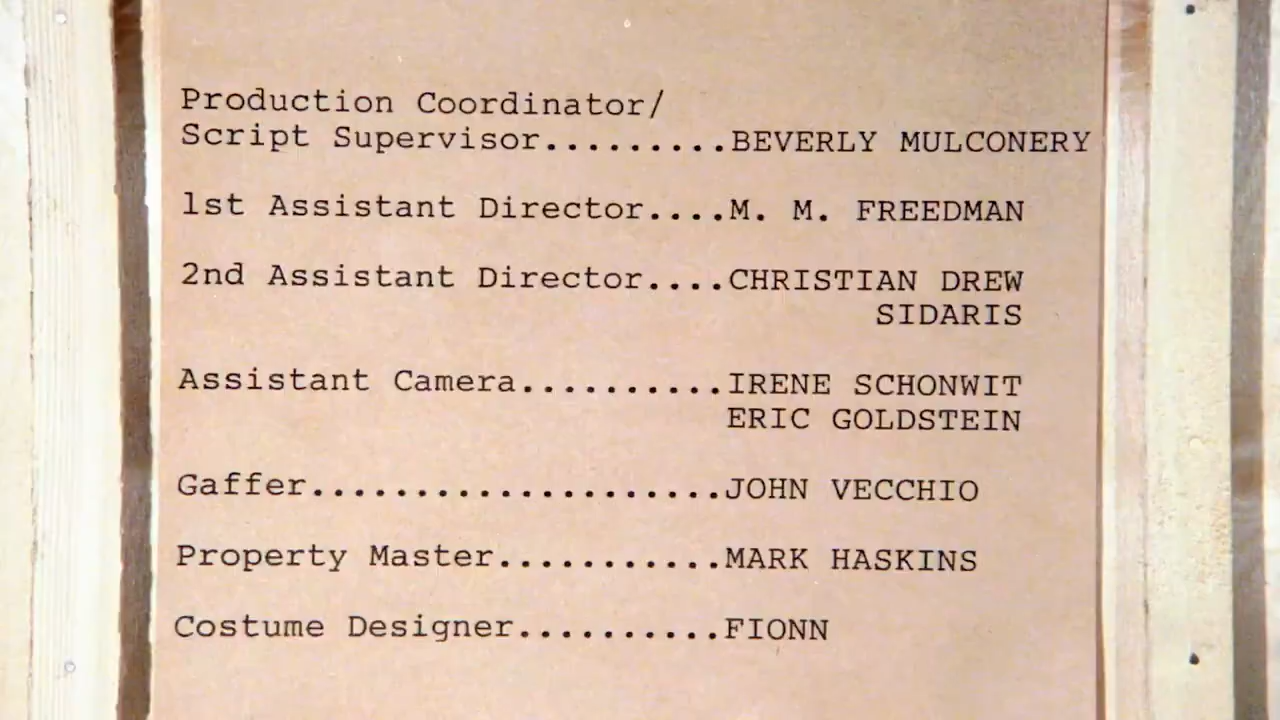 Production Coordinator/
Script Supervisor.........BEVERLY MULCONERY
1st Assistant Director....M. M. FREEDMAN
2nd Assistant Director....CHRISTIAN DREW
SIDARIS
Assistant Camera..........IRENE SCHONWIT
ERIC GOLDSTEIN
Gaffer....................JOHN VECCHIO
Property Master...........MARK HASKINS
Costume Designer..........FIONN